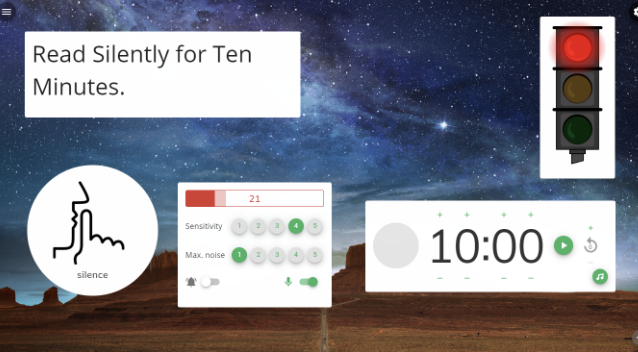 Read Silently for Ten
Minutes.
silence
21
Sensitivity 1 2 3 4 5
Max. noise 1 2 3 4 5
10:00